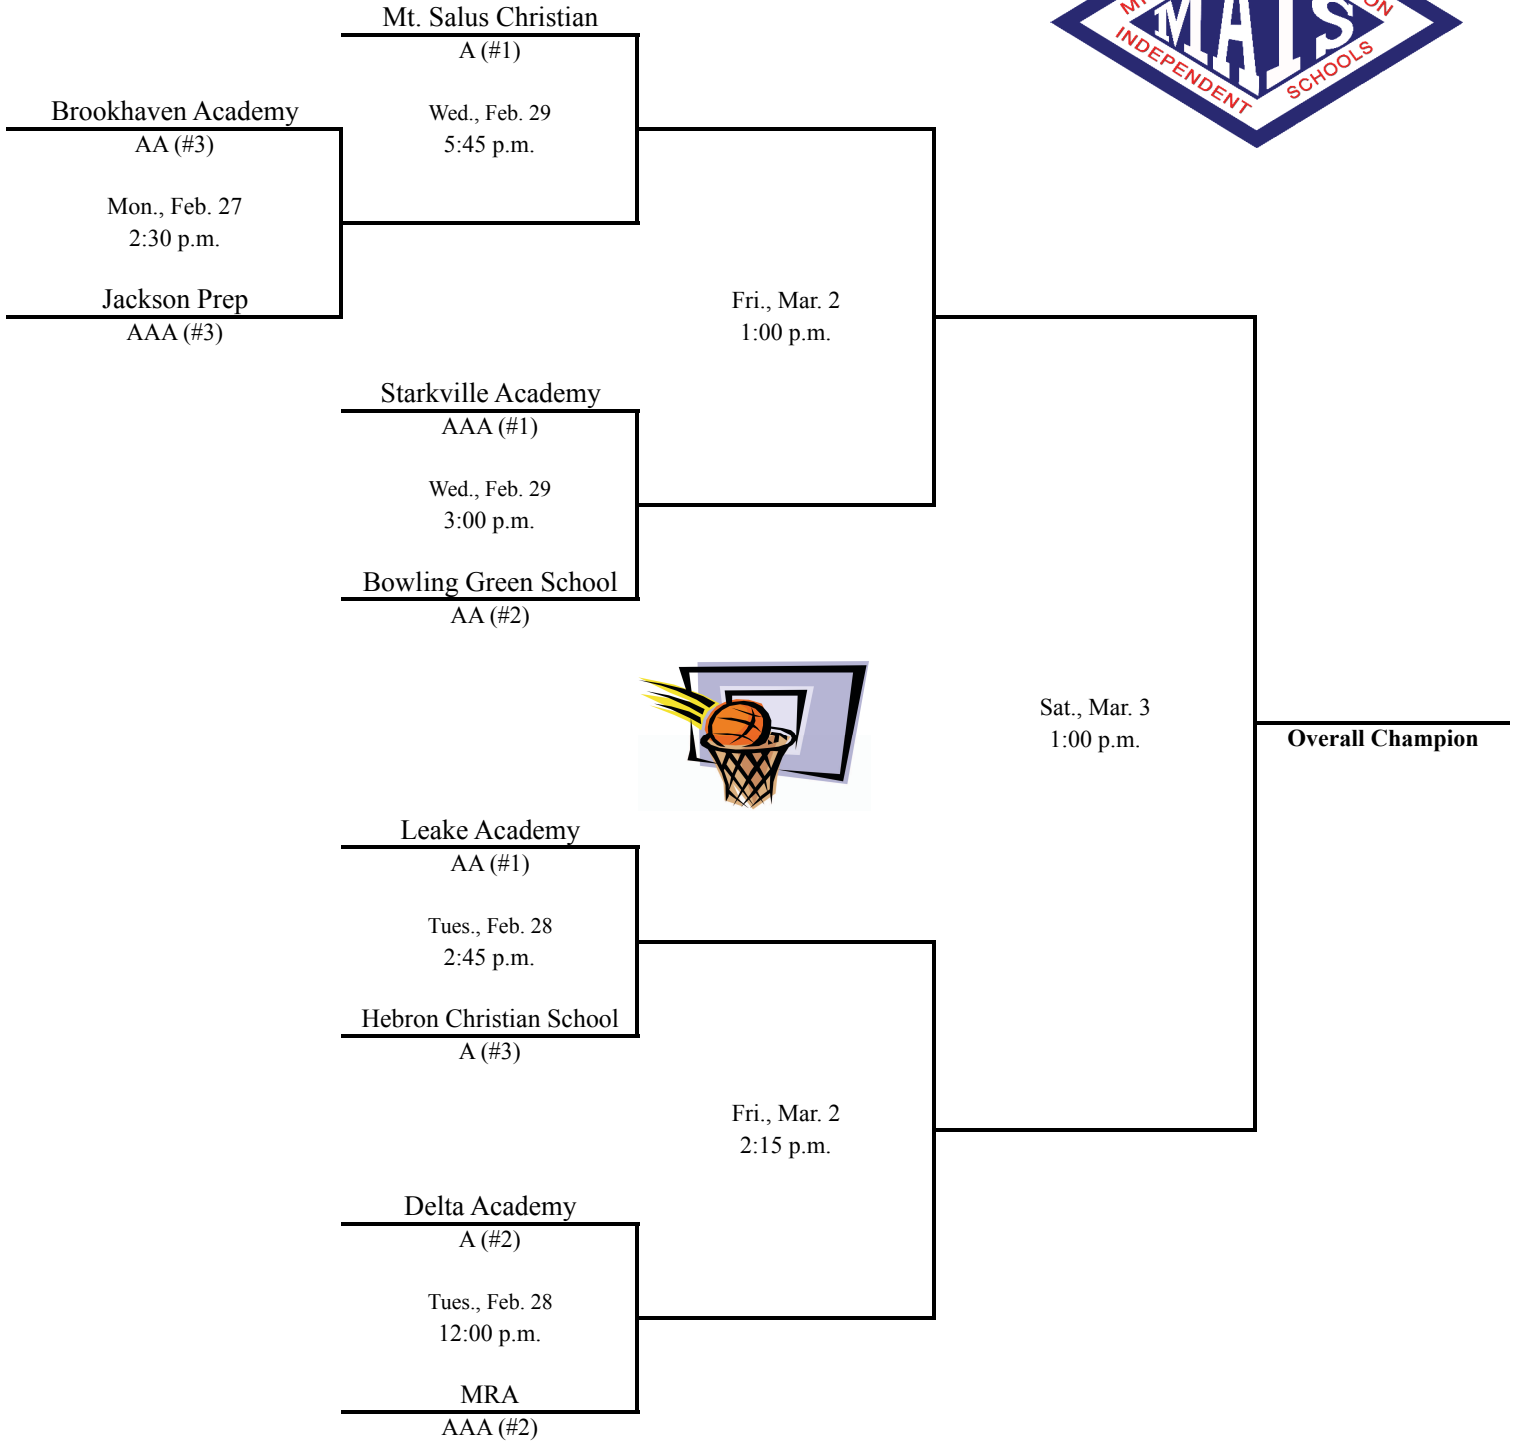 Mt. Salus Christian
A (#1)
MAIS
INDEPENDENT
SCHOOLS
Brookhaven Academy
AA (#3)
Wed., Feb. 29
5:45 p.m.
Mon., Feb. 27
2:30 p.m.
Jackson Prep
AAA (#3)
Fri., Mar. 2
1:00 p.m.
Starkville Academy
AAA (#1)
Wed., Feb. 29
3:00 p.m.
Bowling Green School
AA (#2)
Sat., Mar. 3
1:00 p.m.
Overall Champion
Leake Academy
AA (#1)
Tues., Feb. 28
2:45 p.m.
Hebron Christian School
A (#3)
Fri., Mar. 2
2:15 p.m.
Delta Academy
A (#2)
Tues., Feb. 28
12:00 p.m.
MRA
AAA (#2)